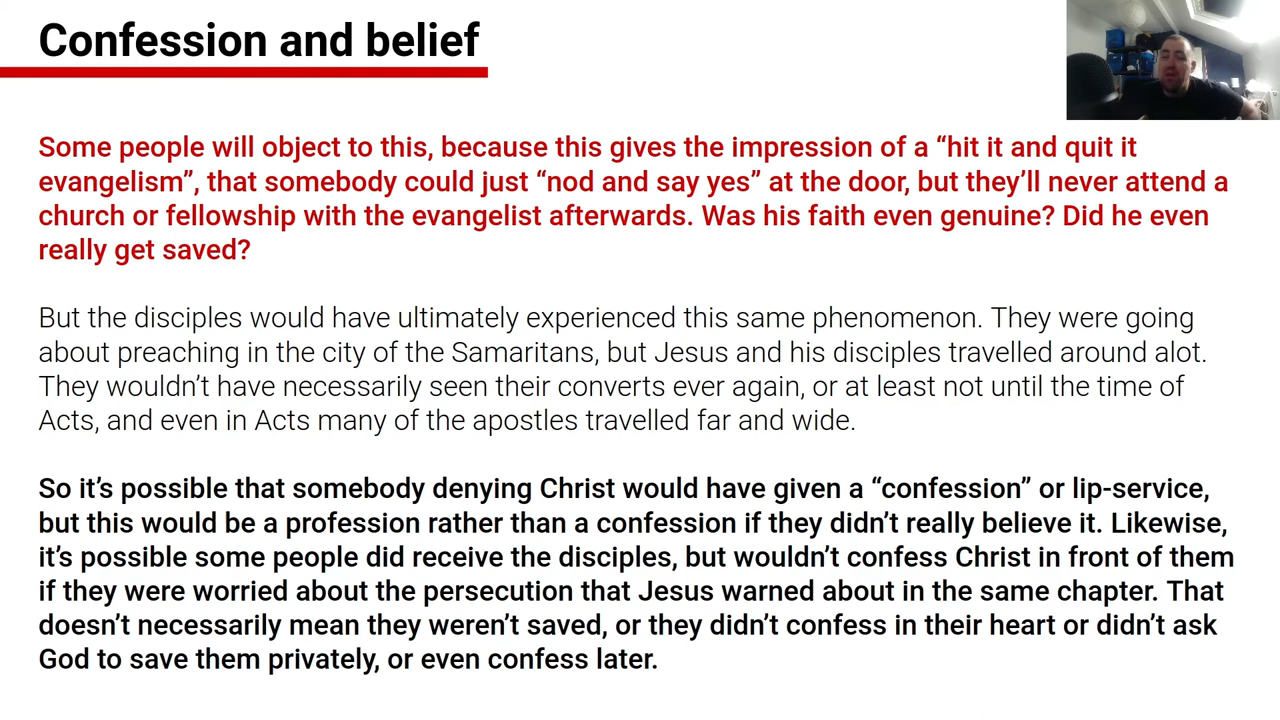 Confession and belief
Some people will object to this, because this gives the impression of a “hit it and quit it
evangelism”, that somebody could just “nod and say yes” at the door, but they’ll never attend a
church or fellowship with the evangelist afterwards. Was his faith even genuine? Did he even
really get saved?
But the disciples would have ultimately experienced this same phenomenon. They were going
about preaching in the city of the Samaritans, but Jesus and his disciples travelled around alot.
They wouldn’t have necessarily seen their converts ever again, or at least not until the time of
Acts, and even in Acts many of the apostles travelled far and wide.
So it’s possible that somebody denying Christ would have given a “confession” or lip-service,
but this would be a profession rather than a confession if they didn’t really believe it. Likewise,
it’s possible some people did receive the disciples, but wouldn’t confess Christ in front of them
if they were worried about the persecution that Jesus warned about in the same chapter. That
doesn’t necessarily mean they weren’t saved, or they didn’t confess in their heart or didn’t ask
God to save them privately, or even confess later.